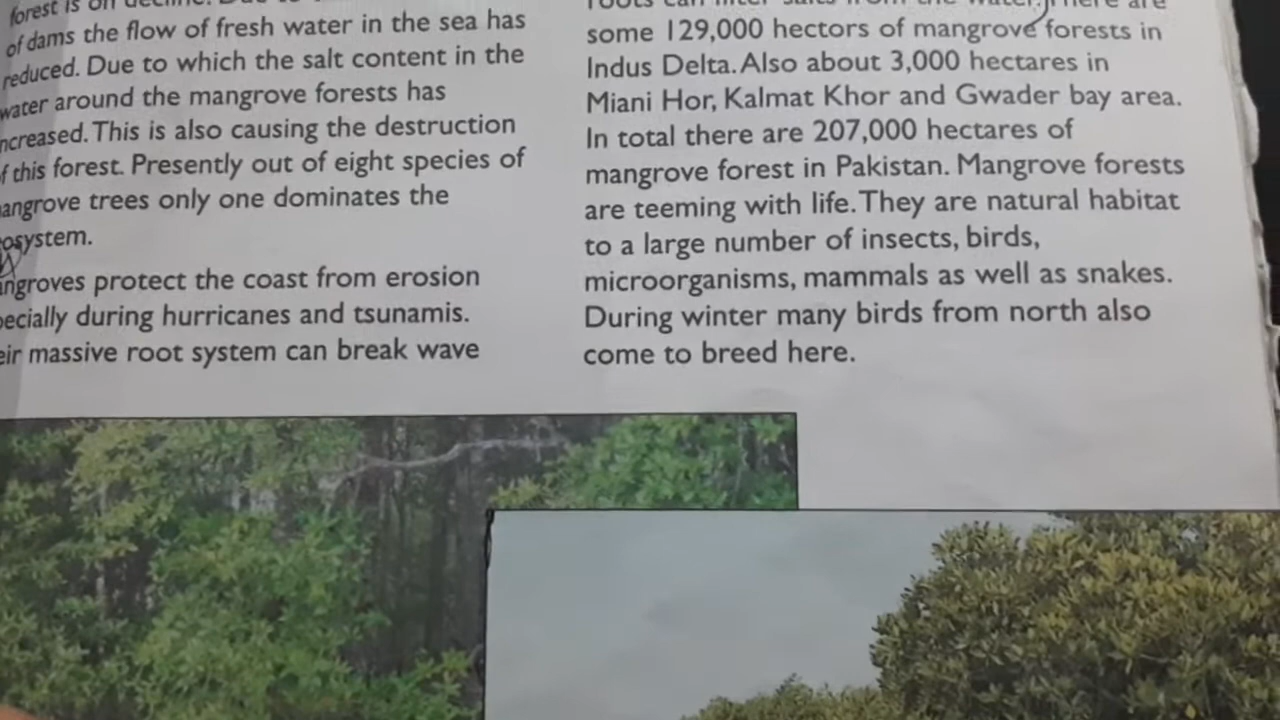 forest is on decline. Due to
of dams the flow of fresh water in the sea has
reduced. Due to which the salt content in the
water around the mangrove forests has
ncreased. This is also causing the destruction
f this forest. Presently out of eight species of
angrove trees only one dominates the
osystem.
angroves protect the coast from erosion
pecially during hurricanes and tsunamis.
eir massive root system can break wave
roots can filter salts from the water. There are
some 129,000 hectors of mangrove forests in
Indus Delta. Also about 3,000 hectares in
Miani Hor, Kalmat Khor and Gwader bay area.
In total there are 207,000 hectares of
mangrove forest in Pakistan. Mangrove forests
are teeming with life. They are natural habitat
to a large number of insects, birds,
microorganisms, mammals as well as snakes.
During winter many birds from north also
come to breed here.